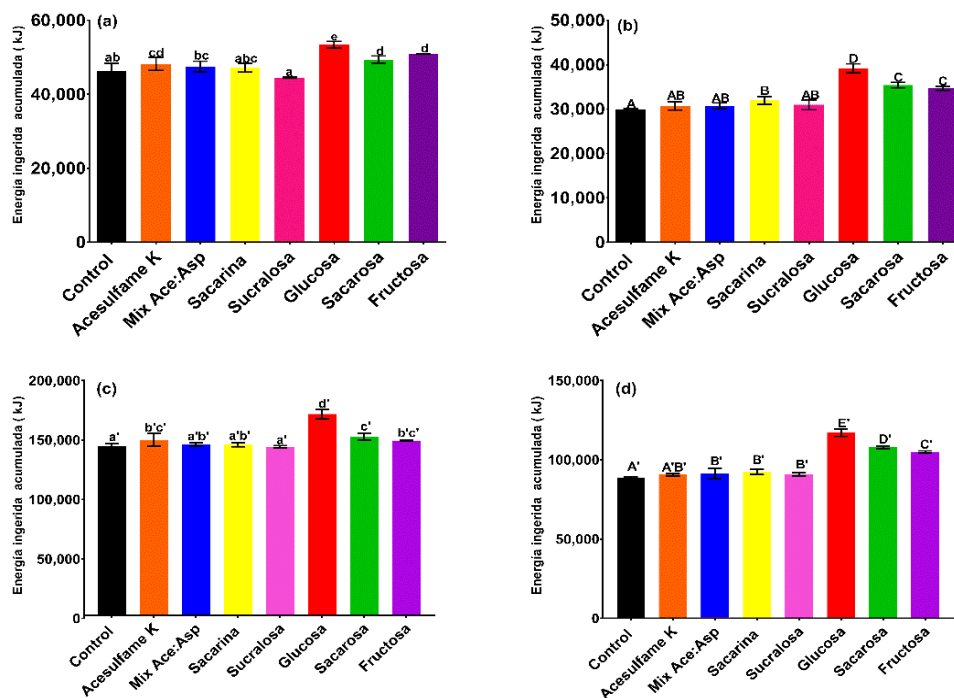 (a)
Energía ingerida acumulada ( kJ)
60,000
40,000
20,000
0
ab
cd
bc
abc
a
e
d
d
Control
Acesulfame K
Mix Ace:Asp
Sacarina
Sucralosa
Glucosa
Sacarosa
Fructosa
(b)
Energía ingerida acumulada ( kJ)
50,000
40,000
30,000
20,000
10,000
0
A
AB
AB
B
AB
D
C
C
Control
Acesulfame K
Mix Ace:Asp
Sacarina
Sucralosa
Glucosa
Sacarosa
Fructosa
(c)
Energía ingerida acumulada ( kJ)
200,000
150,000
100,000
50,000
0
a'
b'c'
a'b'
a'b'
a'
d'
c'
b'c'
Control
Acesulfame K
Mix Ace:Asp
Sacarina
Sucralosa
Glucosa
Sacarosa
Fructosa
(d)
Energía ingerida acumulada ( kJ)
150,000
100,000
50,000
0
A'
A'B'
B'
B'
B'
E'
D'
C'
Control
Acesulfame K
Mix Ace:Asp
Sacarina
Sucralosa
Glucosa
Sacarosa
Fructosa